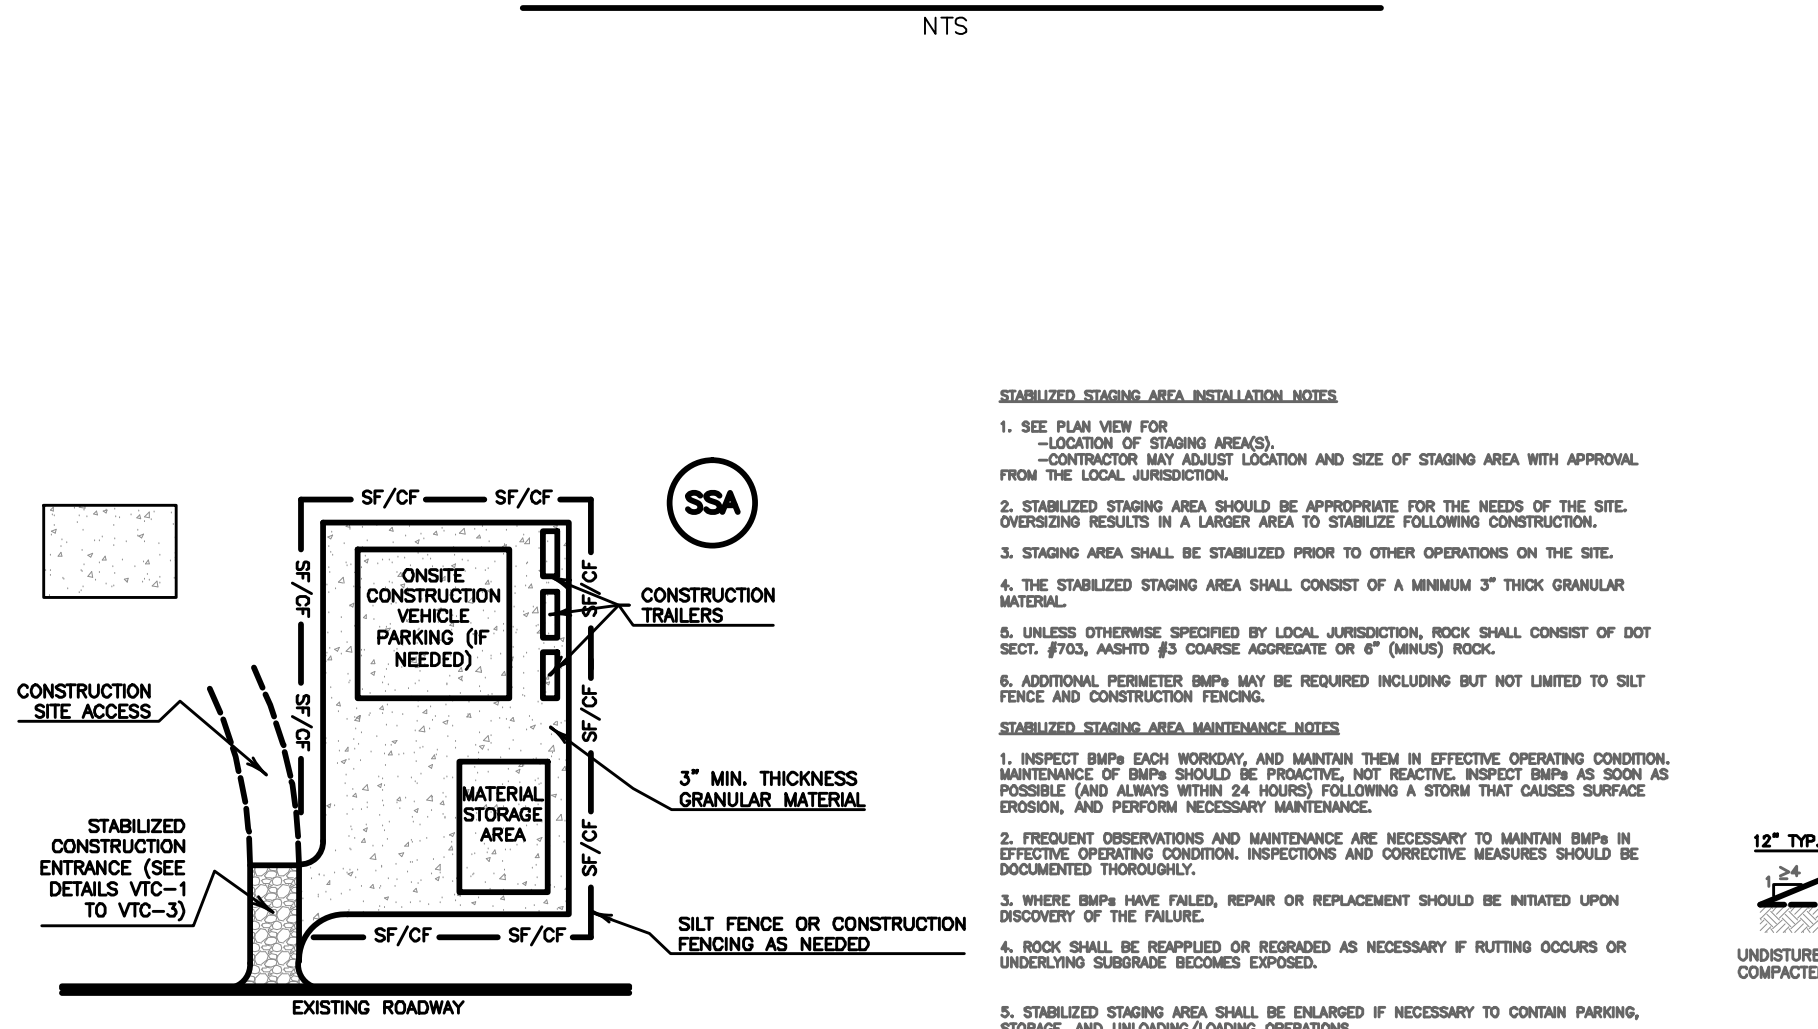 NTS
SSA
SF/CF
SF/CF
SF/CF
SF/CF
SF/CF
SF/CF
SF/CF
SF/CF
SF/CF
ONSITE
CONSTRUCTION
VEHICLE
PARKING (IF
NEEDED)
CONSTRUCTION
TRAILERS
CONSTRUCTION
SITE ACCESS
3" MIN. THICKNESS
GRANULAR MATERIAL
MATERIAL
STORAGE
AREA
STABILIZED
CONSTRUCTION
ENTRANCE (SEE
DETAILS VTC-1
TO VTC-3)
SILT FENCE OR CONSTRUCTION
FENCING AS NEEDED
EXISTING ROADWAY
STABILIZED STAGING AREA INSTALLATION NOTES
1. SEE PLAN VIEW FOR
-LOCATION OF STAGING AREA(S).
-CONTRACTOR MAY ADJUST LOCATION AND SIZE OF STAGING AREA WITH APPROVAL
FROM THE LOCAL JURISDICTION.
2. STABILIZED STAGING AREA SHOULD BE APPROPRIATE FOR THE NEEDS OF THE SITE.
OVERSIZING RESULTS IN A LARGER AREA TO STABILIZE FOLLOWING CONSTRUCTION.
3. STAGING AREA SHALL BE STABILIZED PRIOR TO OTHER OPERATIONS ON THE SITE.
4. THE STABILIZED STAGING AREA SHALL CONSIST OF A MINIMUM 3" THICK GRANULAR
MATERIAL.
5. UNLESS OTHERWISE SPECIFIED BY LOCAL JURISDICTION, ROCK SHALL CONSIST OF DOT
SECT. #703, AASHTO #3 COARSE AGGREGATE OR 6" (MINUS) ROCK.
6. ADDITIONAL PERIMETER BMPs MAY BE REQUIRED INCLUDING BUT NOT LIMITED TO SILT
FENCE AND CONSTRUCTION FENCING.
STABILIZED STAGING AREA MAINTENANCE NOTES
1. INSPECT BMPs EACH WORKDAY, AND MAINTAIN THEM IN EFFECTIVE OPERATING CONDITION.
MAINTENANCE OF BMPs SHOULD BE PROACTIVE, NOT REACTIVE. INSPECT BMPs AS SOON AS
POSSIBLE (AND ALWAYS WITHIN 24 HOURS) FOLLOWING A STORM THAT CAUSES SURFACE
EROSION, AND PERFORM NECESSARY MAINTENANCE.
2. FREQUENT OBSERVATIONS AND MAINTENANCE ARE NECESSARY TO MAINTAIN BMPs IN
EFFECTIVE OPERATING CONDITION. INSPECTIONS AND CORRECTIVE MEASURES SHOULD BE
DOCUMENTED THOROUGHLY.
3. WHERE BMPs HAVE FAILED, REPAIR OR REPLACEMENT SHOULD BE INITIATED UPON
DISCOVERY OF THE FAILURE.
4. ROCK SHALL BE REAPPLIED OR REGRADED AS NECESSARY IF RUTTING OCCURS OR
UNDERLYING SUBGRADE BECOMES EXPOSED.
5. STABILIZED STAGING AREA SHALL BE ENLARGED IF NECESSARY TO CONTAIN PARKING,
STORAGE, AND UNLOADING/LOADING OPERATIONS.
12" TYP.
≥4
1